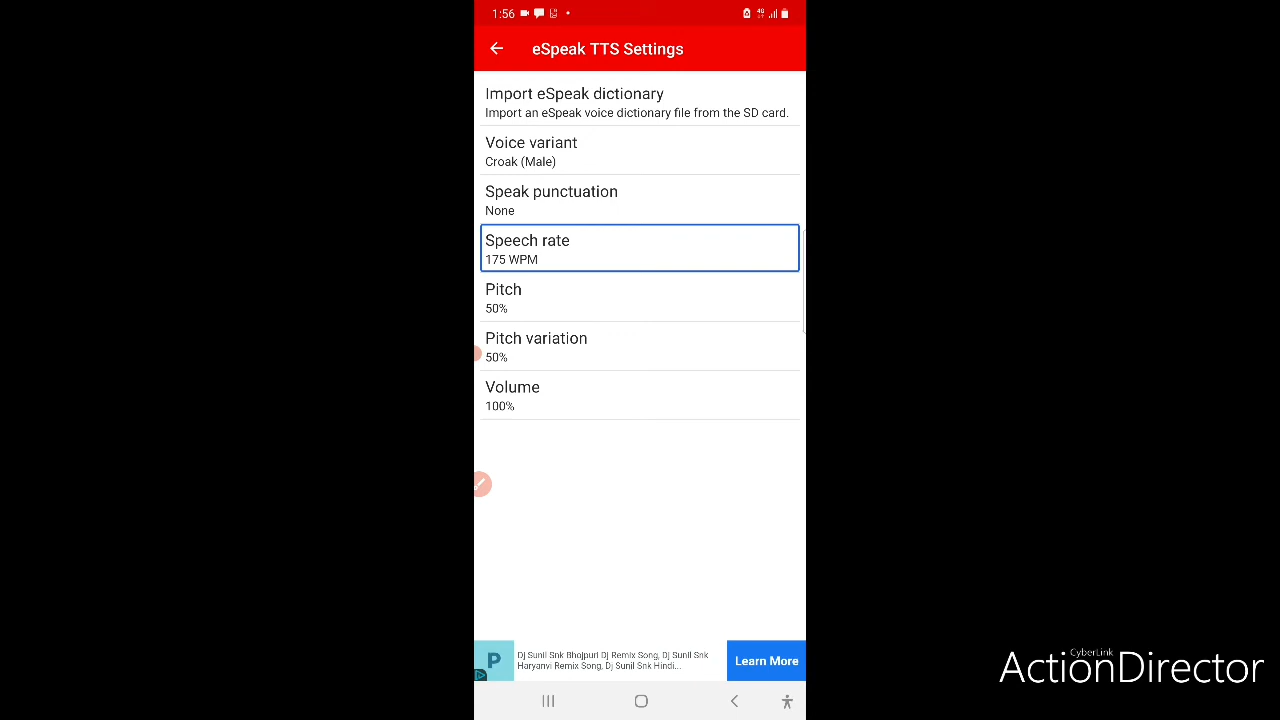 1:56
4G
eSpeak TTS Settings
Import eSpeak dictionary
Import an eSpeak voice dictionary file from the SD card.
Voice variant
Croak (Male)
Speak punctuation
None
Speech rate
175 WPM
Pitch
50%
Pitch variation
50%
Volume
100%
P
Dj Sunil Snk Bhojpuri Dj Remix Song, Dj Sunil Snk
Haryanvi Remix Song, Dj Sunil Snk Hindi...
Learn More
CyberLink
ActionDirector